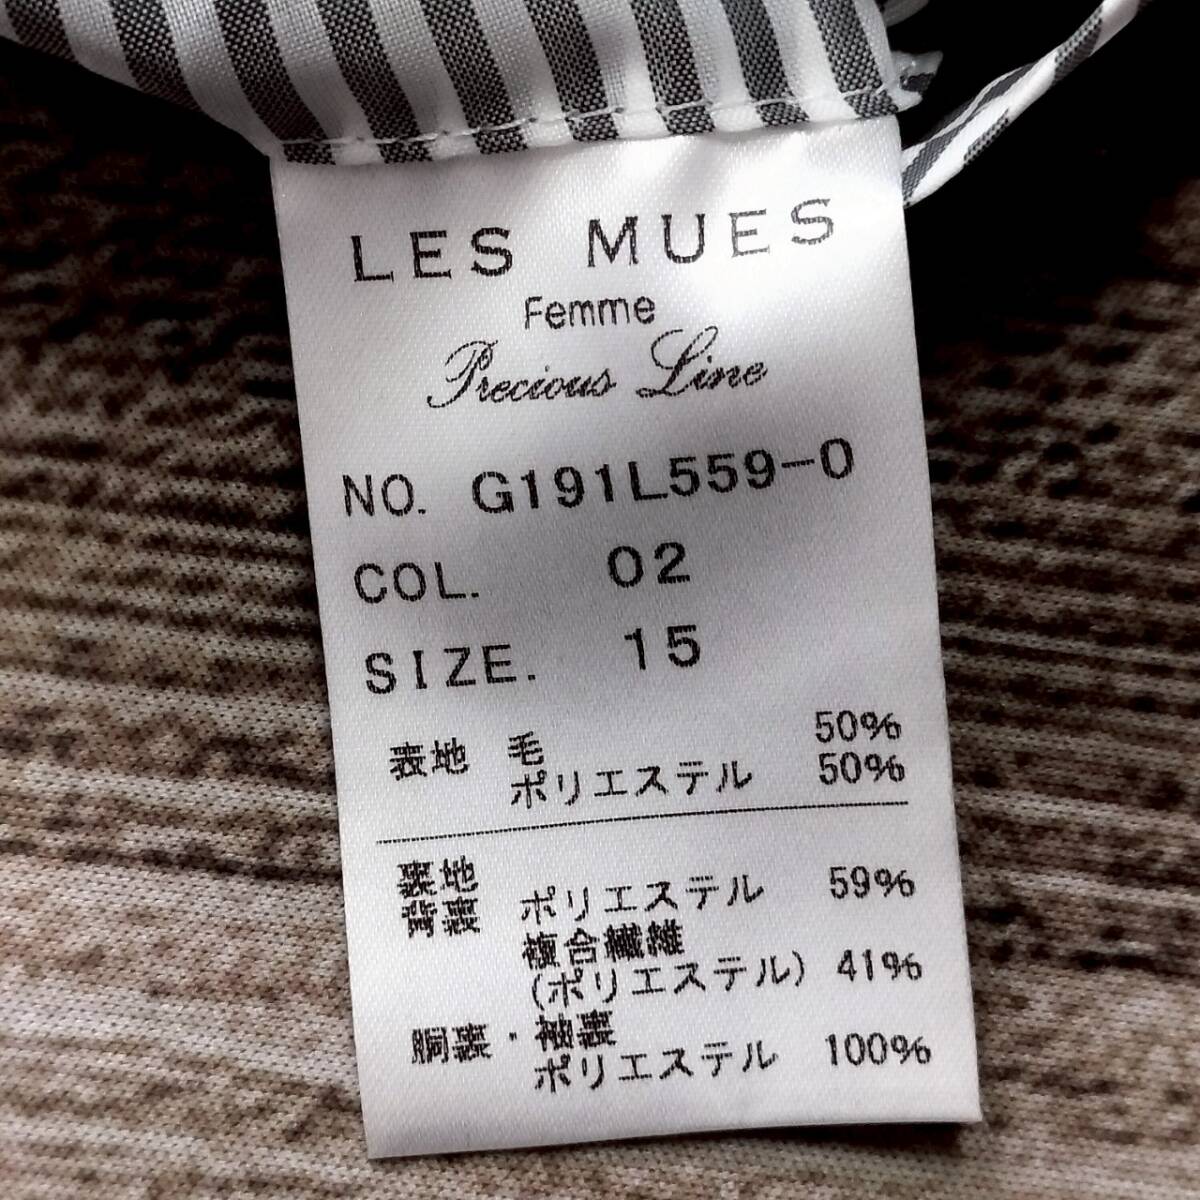 LES MUES
Femme
Precious Line
NO. G191L559-0
COL. 02
SIZE. 15
表地 毛 50%
ポリエステル 50%
裏地
背裏 ポリエステル 59%
複合繊維
(ポリエステル) 41%
胴裏・袖裏
ポリエステル 100%